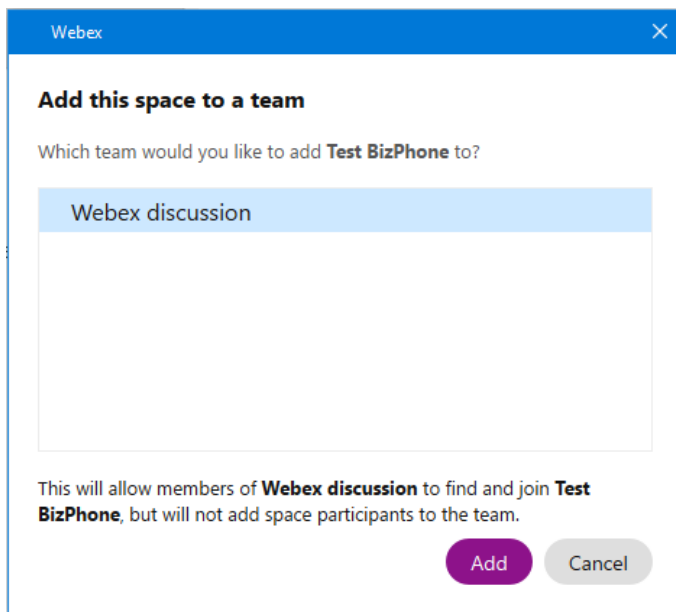 Webex
Add this space to a team
Which team would you like to add Test BizPhone to?
Webex discussion
This will allow members of Webex discussion to find and join Test
BizPhone, but will not add space participants to the team.
Add Cancel